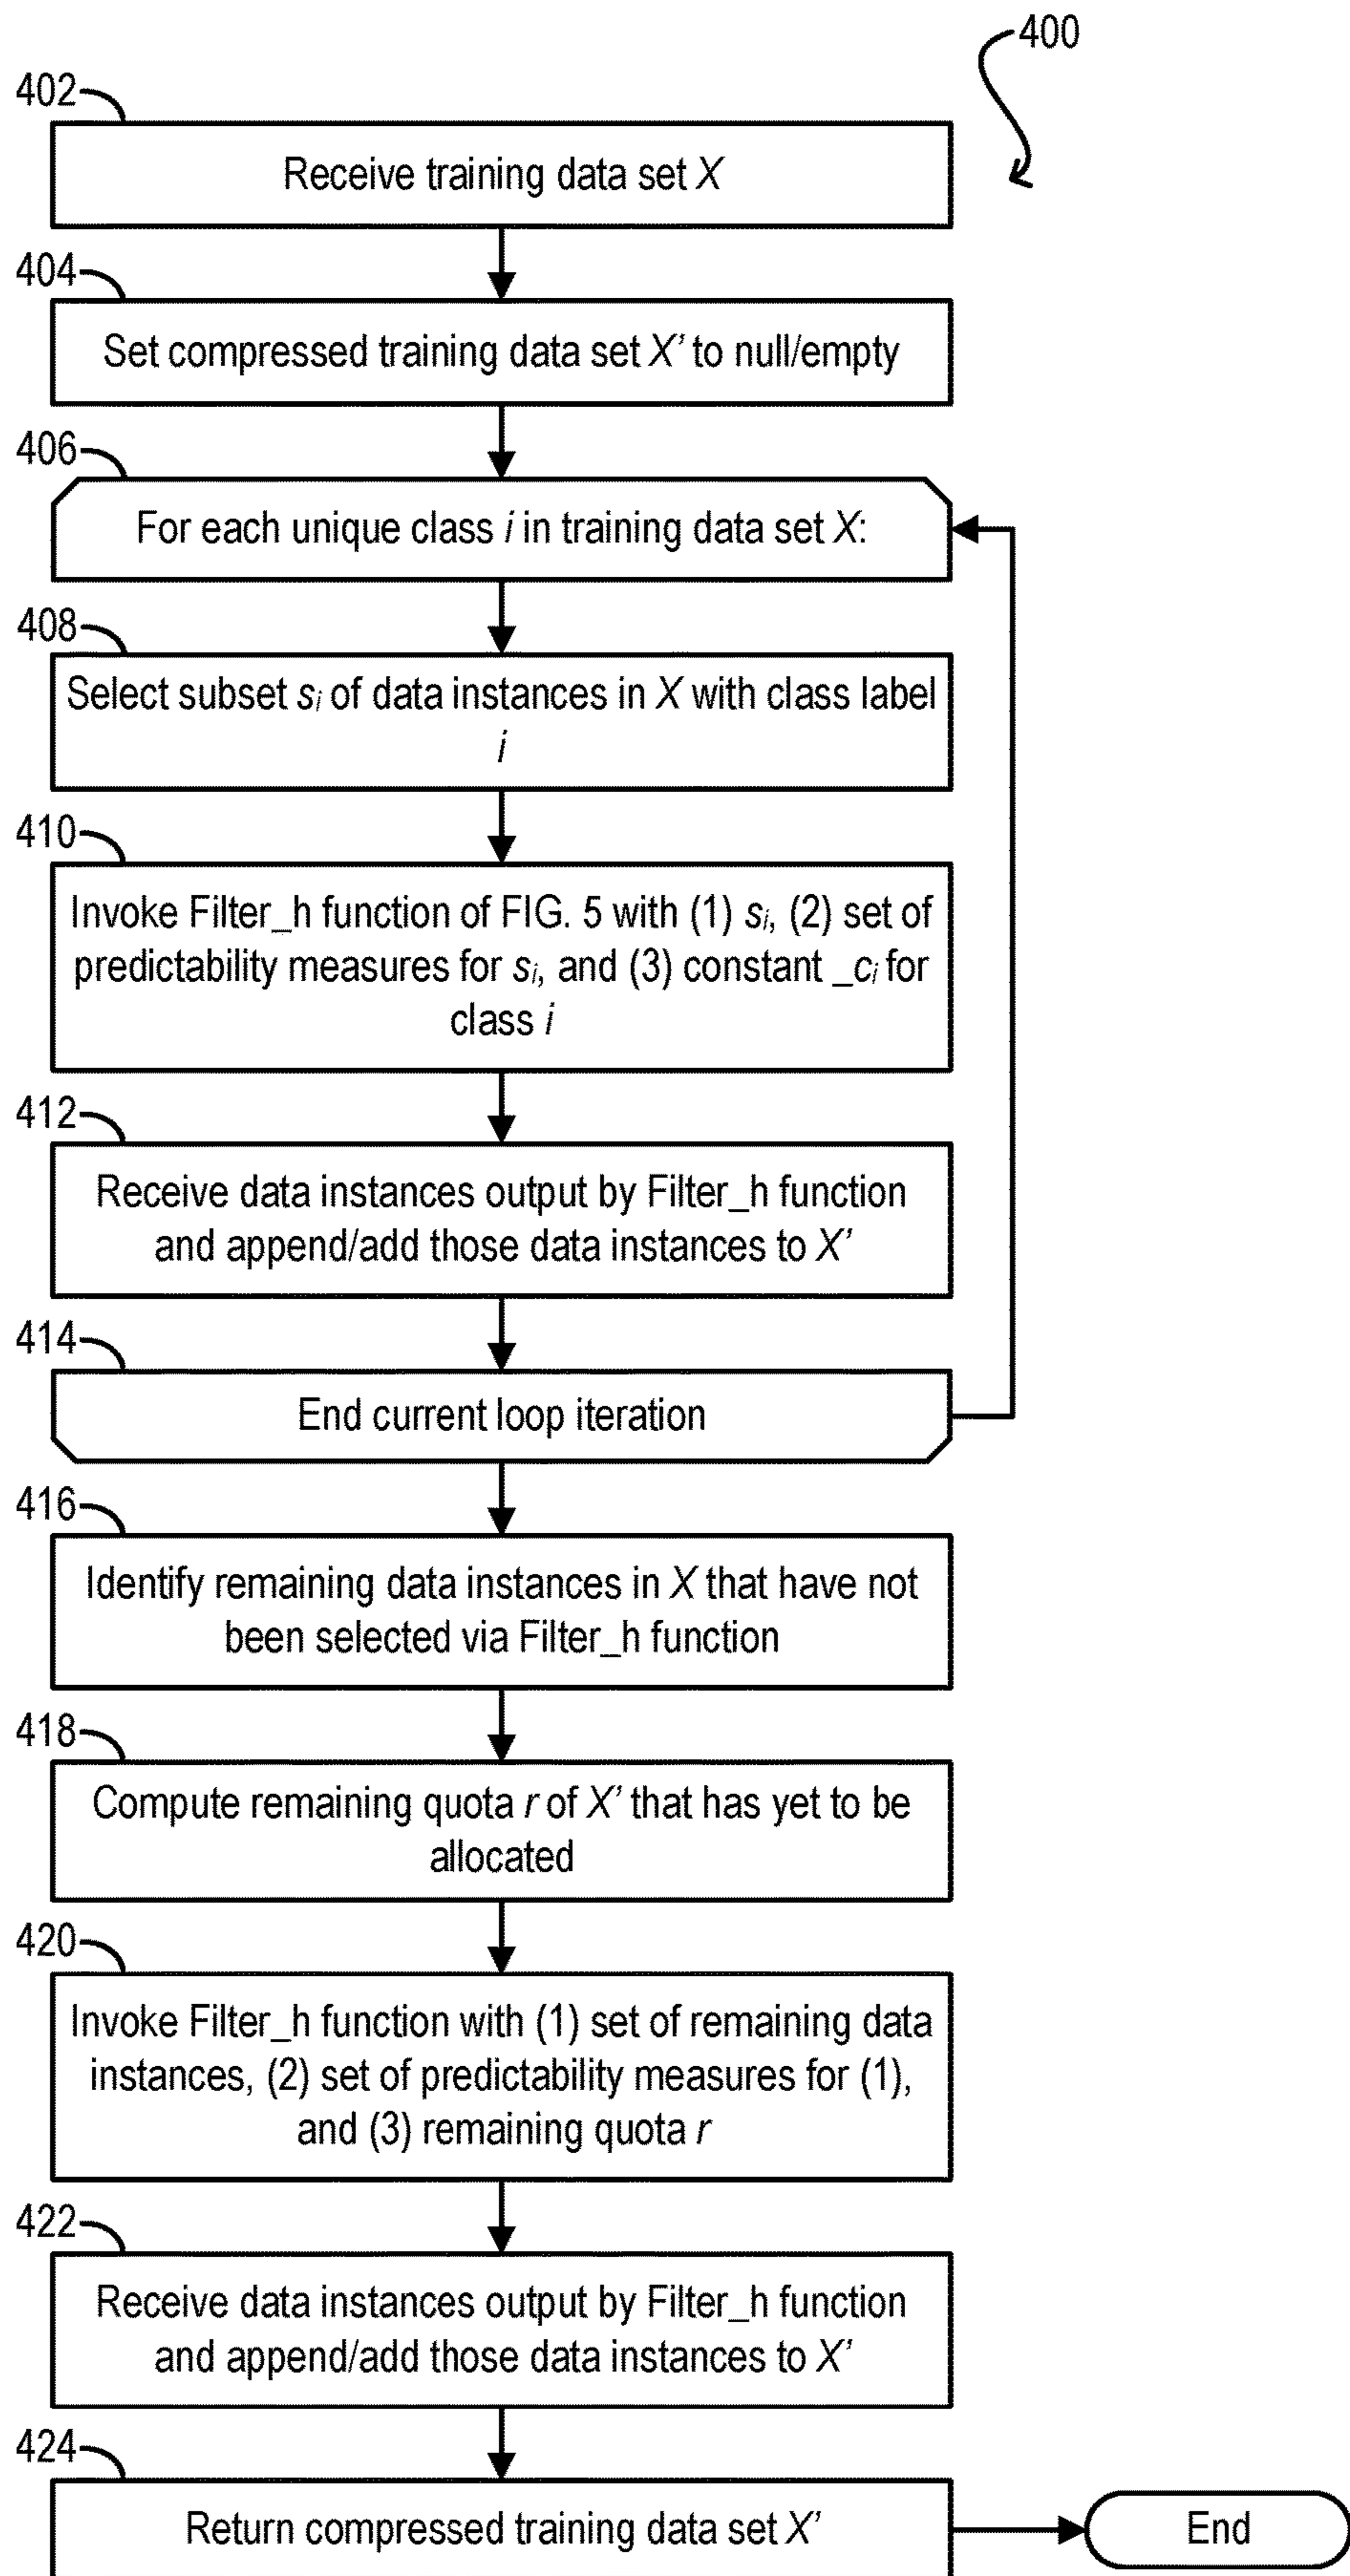 400
402
Receive training data set X
404
Set compressed training data set X' to null/empty
406
For each unique class i in training data set X:
408
Select subset si of data instances in X with class label
i
410
Invoke Filter_h function of FIG. 5 with (1) si, (2) set of
predictability measures for si, and (3) constant _ci for
class i
412
Receive data instances output by Filter_h function
and append/add those data instances to X'
414
End current loop iteration
416
Identify remaining data instances in X that have not
been selected via Filter_h function
418
Compute remaining quota r of X' that has yet to be
allocated
420
Invoke Filter_h function with (1) set of remaining data
instances, (2) set of predictability measures for (1),
and (3) remaining quota r
422
Receive data instances output by Filter_h function
and append/add those data instances to X'
424
Return compressed training data set X'
End